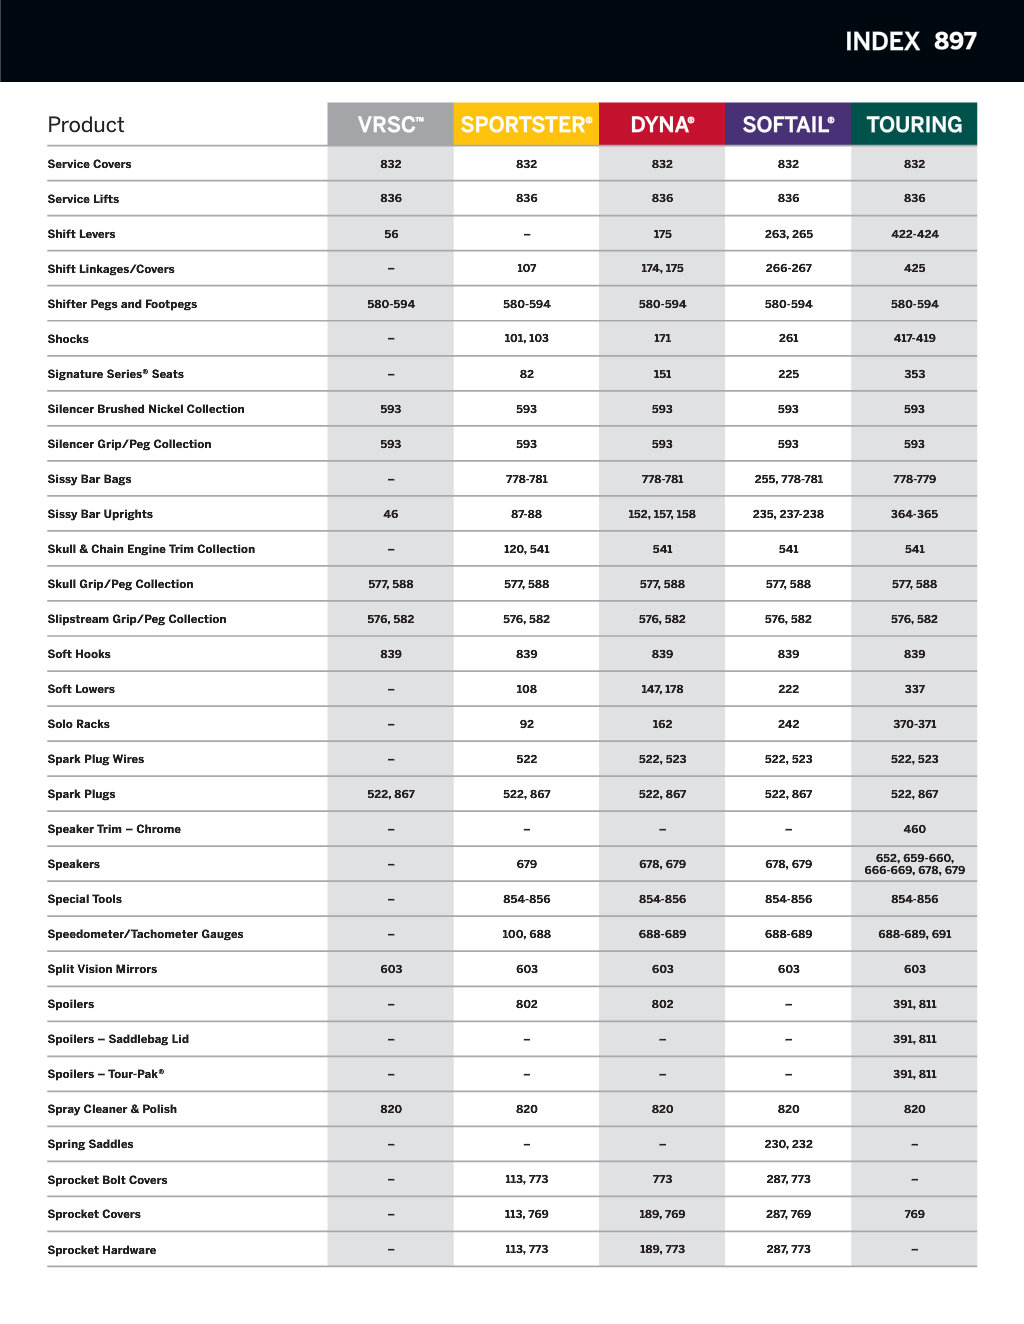 INDEX 897
Product VRSC™ SPORTSTER® DYNA® SOFTAIL® TOURING
Service Covers 832 832 832 832 832
Service Lifts 836 836 836 836 836
Shift Levers 56 – 175 263, 265 422-424
Shift Linkages/Covers – 107 174, 175 266-267 425
Shifter Pegs and Footpegs 580-594 580-594 580-594 580-594 580-594
Shocks – 101, 103 171 261 417-419
Signature Series® Seats – 82 151 225 353
Silencer Brushed Nickel Collection 593 593 593 593 593
Silencer Grip/Peg Collection 593 593 593 593 593
Sissy Bar Bags – 778-781 778-781 255, 778-781 778-779
Sissy Bar Uprights 46 87-88 152, 157, 158 235, 237-238 364-365
Skull & Chain Engine Trim Collection – 120, 541 541 541 541
Skull Grip/Peg Collection 577, 588 577, 588 577, 588 577, 588 577, 588
Slipstream Grip/Peg Collection 576, 582 576, 582 576, 582 576, 582 576, 582
Soft Hooks 839 839 839 839 839
Soft Lowers – 108 147, 178 222 337
Solo Racks – 92 162 242 370-371
Spark Plug Wires – 522 522, 523 522, 523 522, 523
Spark Plugs 522, 867 522, 867 522, 867 522, 867 522, 867
Speaker Trim – Chrome – – – – 460
Speakers – 679 678, 679 678, 679 652, 659-660,
666-669, 678, 679
Special Tools – 854-856 854-856 854-856 854-856
Speedometer/Tachometer Gauges – 100, 688 688-689 688-689 688-689, 691
Split Vision Mirrors 603 603 603 603 603
Spoilers – 802 802 – 391, 811
Spoilers – Saddlebag Lid – – – – 391, 811
Spoilers – Tour-Pak® – – – – 391, 811
Spray Cleaner & Polish 820 820 820 820 820
Spring Saddles – – – 230, 232 –
Sprocket Bolt Covers – 113, 773 773 287, 773 –
Sprocket Covers – 113, 769 189, 769 287, 769 769
Sprocket Hardware – 113, 773 189, 773 287, 773 –